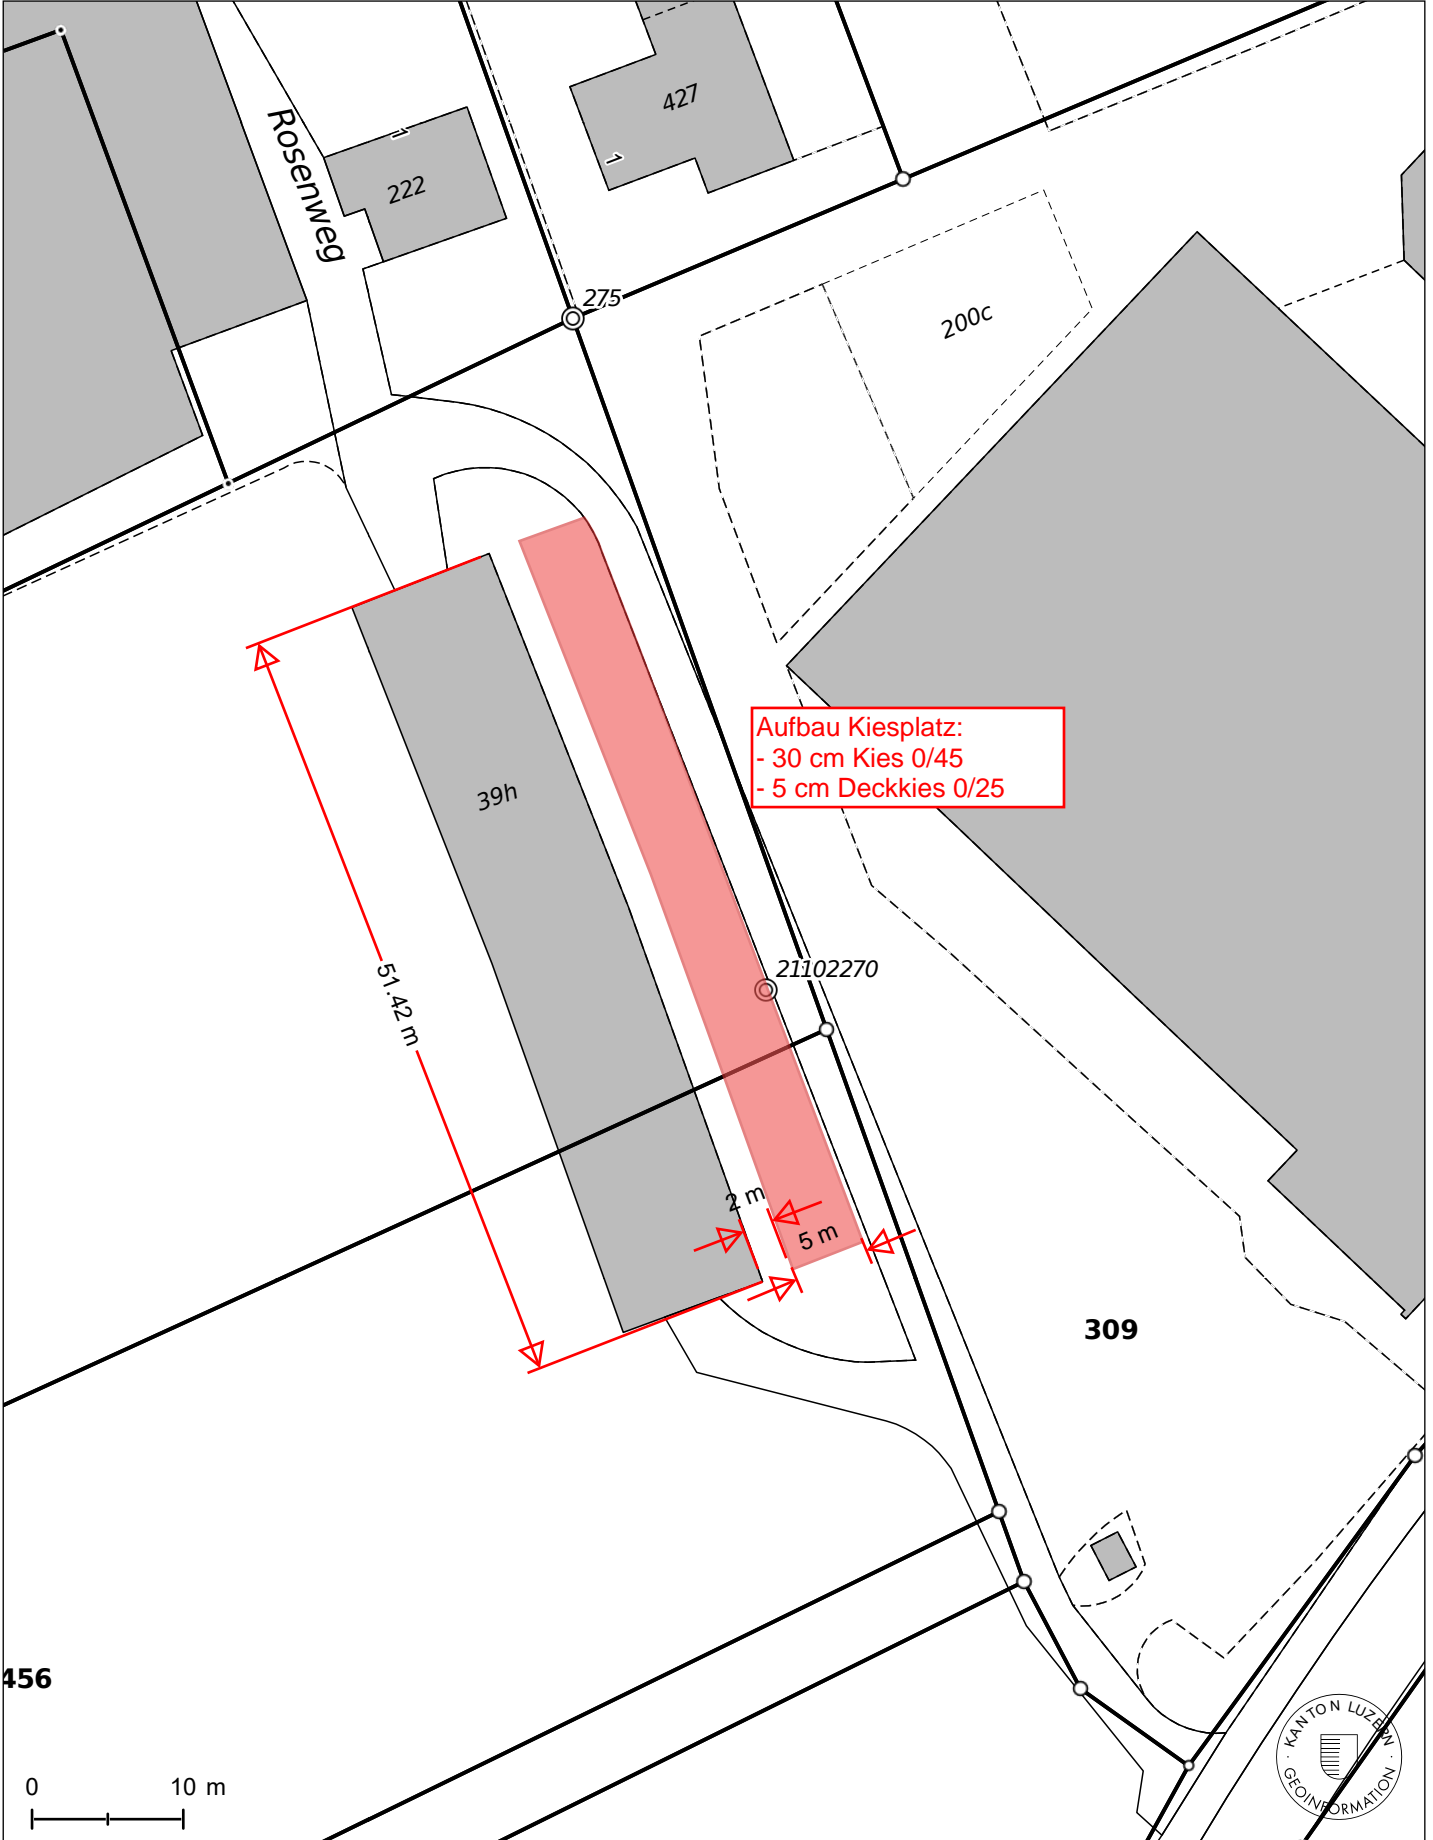 427
1
Rosenweg
1
222
275
200c
Aufbau Kiesplatz:
- 30 cm Kies 0/45
- 5 cm Deckkies 0/25
39h
21102270
51.42 m
2 m
5 m
309
456
KANTON LUZERN
GEOINFORMATION
0 10 m